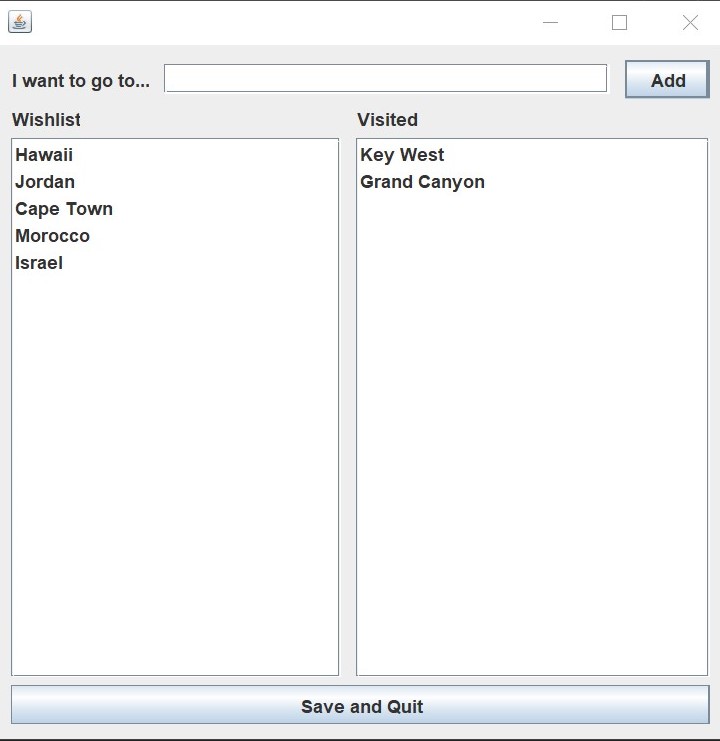 I want to go to...
Add
Wishlist
Visited
Hawaii
Jordan
Cape Town
Morocco
Israel
Key West
Grand Canyon
Save and Quit